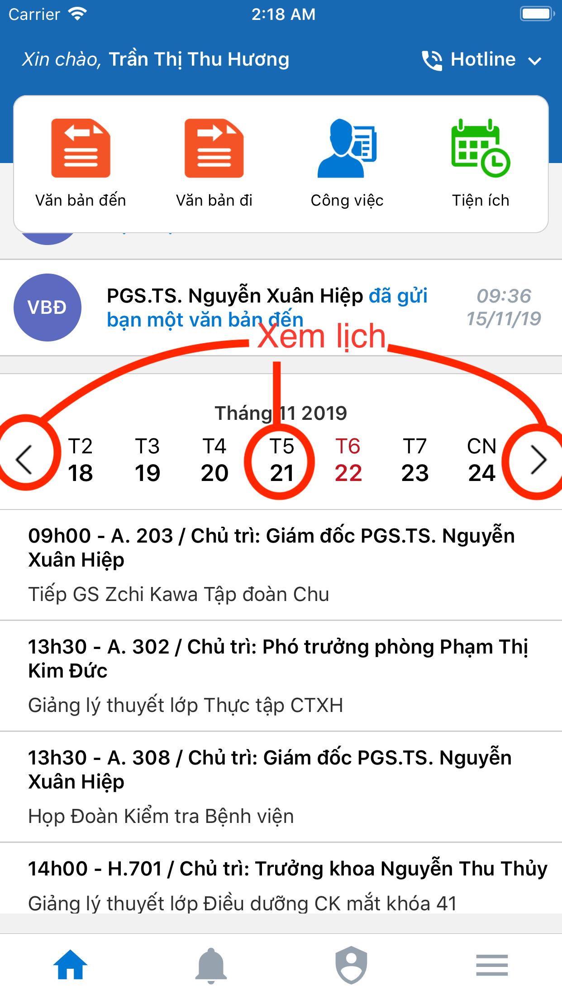 Carrier 2:18 AM
Xin chào, Trần Thị Thu Hương Hotline
Văn bản đến Văn bản đi Công việc Tiện ích
VBĐ
PGS.TS. Nguyễn Xuân Hiệp đã gửi
bạn một văn bản đến
09:36
15/11/19
Xem lịch
Tháng 11 2019
T2 T3 T4 T5 T6 T7 CN
18 19 20 21 22 23 24
09h00 - A. 203 / Chủ trì: Giám đốc PGS.TS. Nguyễn
Xuân Hiệp
Tiếp GS Zchi Kawa Tập đoàn Chu
13h30 - A. 302 / Chủ trì: Phó trưởng phòng Phạm Thị
Kim Đức
Giảng lý thuyết lớp Thực tập CTXH
13h30 - A. 308 / Chủ trì: Giám đốc PGS.TS. Nguyễn
Xuân Hiệp
Họp Đoàn Kiểm tra Bệnh viện
14h00 - H.701 / Chủ trì: Trưởng khoa Nguyễn Thu Thủy
Giảng lý thuyết lớp Điều dưỡng CK mắt khóa 41